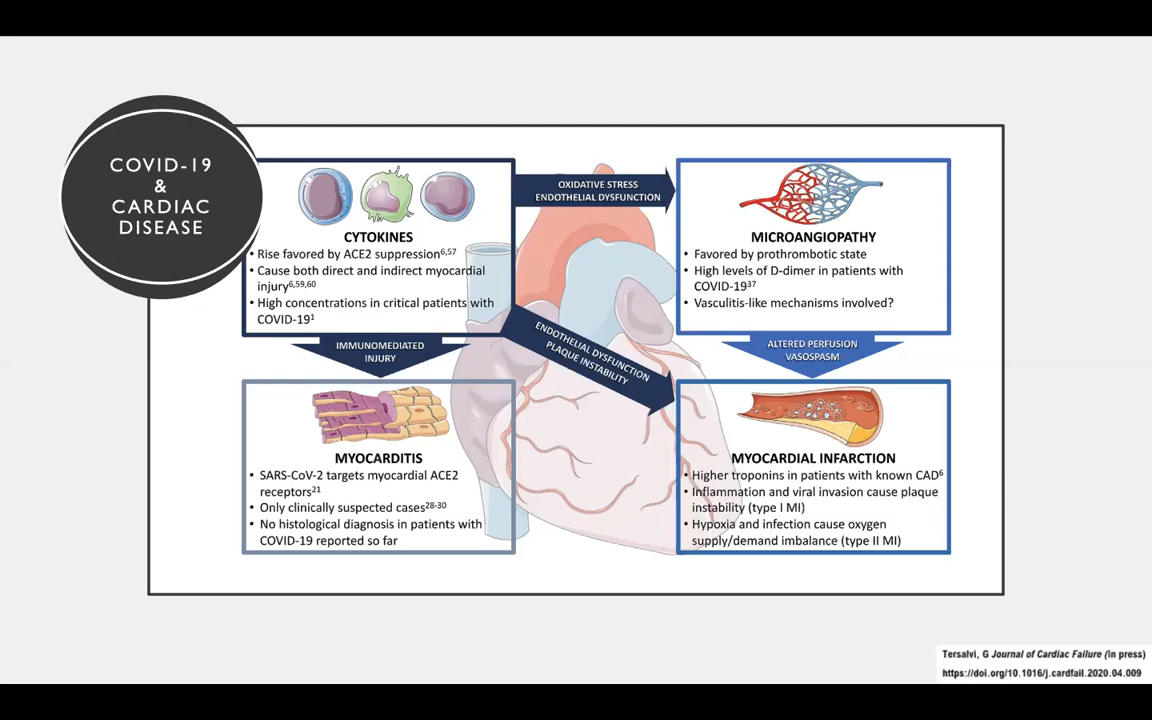 COVID-19
&
CARDIAC
DISEASE
CYTOKINES
• Rise favored by ACE2 suppression6,57
• Cause both direct and indirect myocardial
injury6,59,60
• High concentrations in critical patients with
COVID-191
OXIDATIVE STRESS
ENDOTHELIAL DYSFUNCTION
MICROANGIOPATHY
• Favored by prothrombotic state
• High levels of D-dimer in patients with
COVID-1937
• Vasculitis-like mechanisms involved?
IMMUNOMEDIATED
INJURY
ENDOTHELIAL DYSFUNCTION
PLAQUE INSTABILITY
ALTERED PERFUSION
VASOSPASM
MYOCARDITIS
• SARS-CoV-2 targets myocardial ACE2
receptors21
• Only clinically suspected cases28-30
• No histological diagnosis in patients with
COVID-19 reported so far
MYOCARDIAL INFARCTION
• Higher troponins in patients with known CAD6
• Inflammation and viral invasion cause plaque
instability (type I MI)
• Hypoxia and infection cause oxygen
supply/demand imbalance (type II MI)
Tersalvi, G Journal of Cardiac Failure (in press)
https://doi.org/10.1016/j.cardfail.2020.04.009